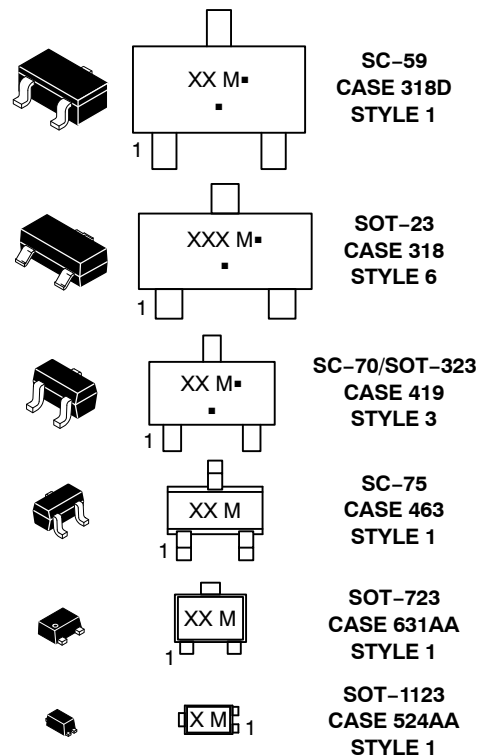 XX M▪
▪
1
SC−59
CASE 318D
STYLE 1
XXX M▪
▪
1
SOT−23
CASE 318
STYLE 6
XX M▪
▪
1
SC−70/SOT−323
CASE 419
STYLE 3
XX M
1
SC−75
CASE 463
STYLE 1
XX M
1
SOT−723
CASE 631AA
STYLE 1
X M
1
SOT−1123
CASE 524AA
STYLE 1